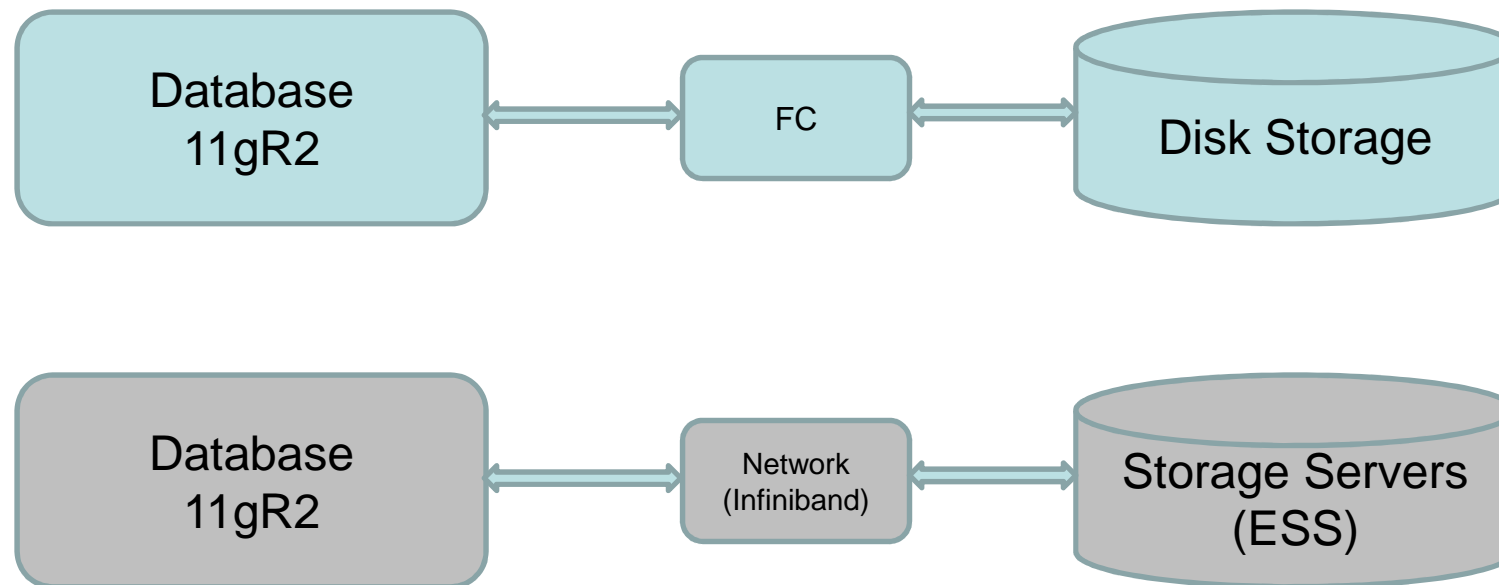 Database
11gR2
FC
Disk Storage
Database
11gR2
Network
(Infiniband)
Storage Servers
(ESS)